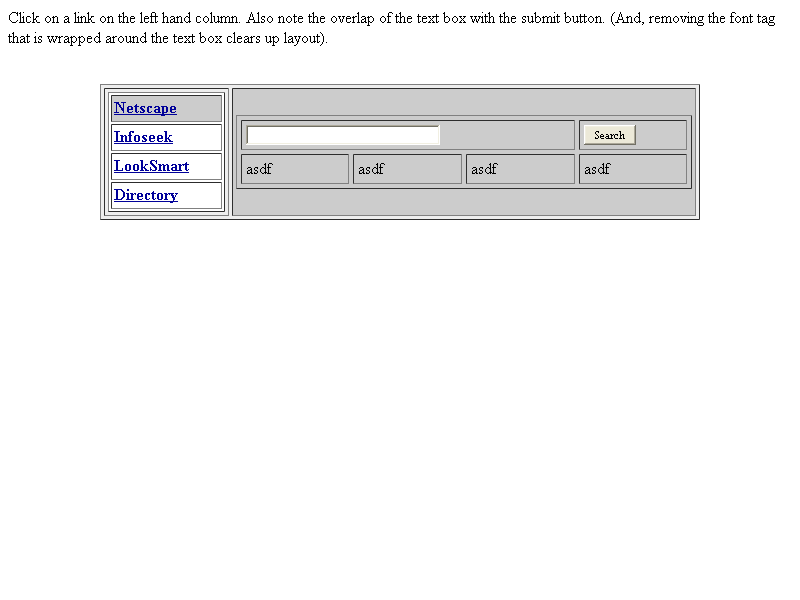 Click on a link on the left hand column. Also note the overlap of the text box with the submit button. (And, removing the font tag
that is wrapped around the text box clears up layout).
Netscape
Infoseek
LookSmart
Directory
Search
asdf asdf asdf asdf